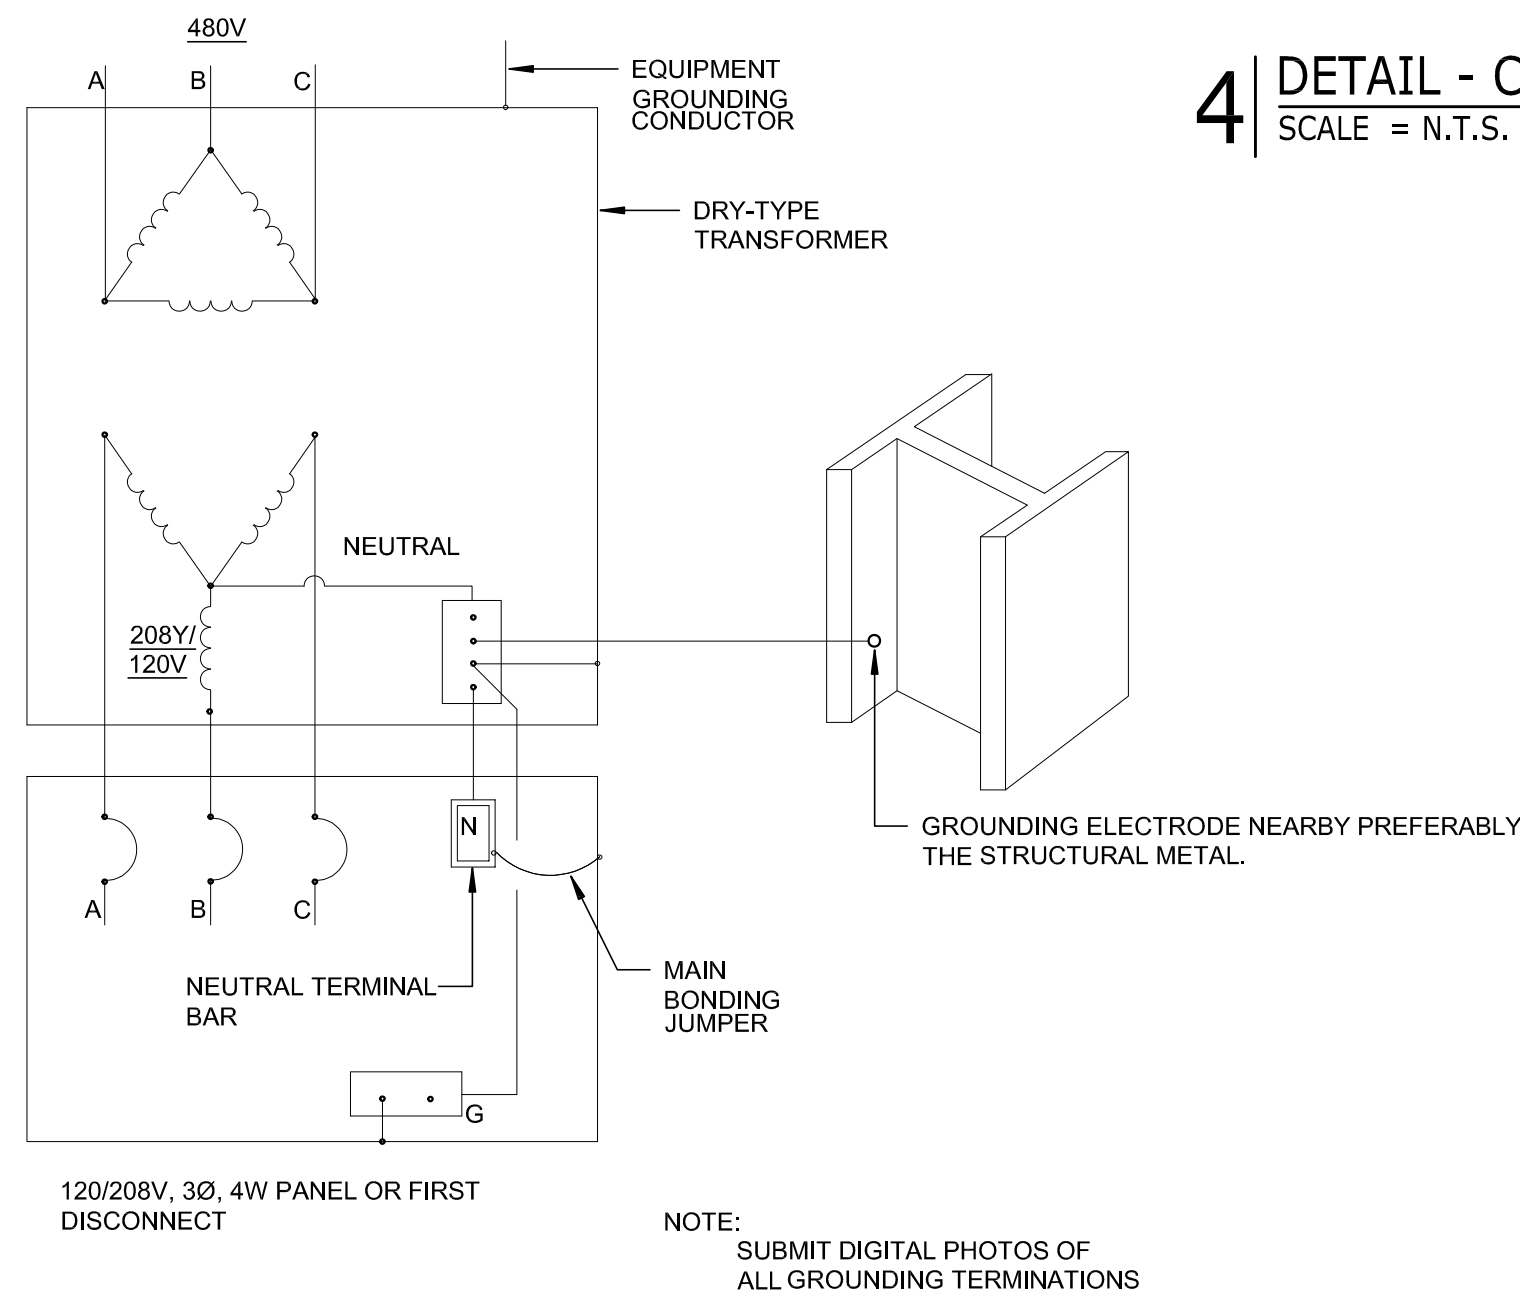 480V
A B C
EQUIPMENT
GROUNDING
CONDUCTOR
4
DETAIL - C
SCALE = N.T.S.
DRY-TYPE
TRANSFORMER
NEUTRAL
208Y/
120V
N
GROUNDING ELECTRODE NEARBY PREFERABLY
THE STRUCTURAL METAL.
A B C
NEUTRAL TERMINAL
BAR
MAIN
BONDING
JUMPER
G
120/208V, 3Ø, 4W PANEL OR FIRST
DISCONNECT
NOTE:
SUBMIT DIGITAL PHOTOS OF
ALL GROUNDING TERMINATIONS